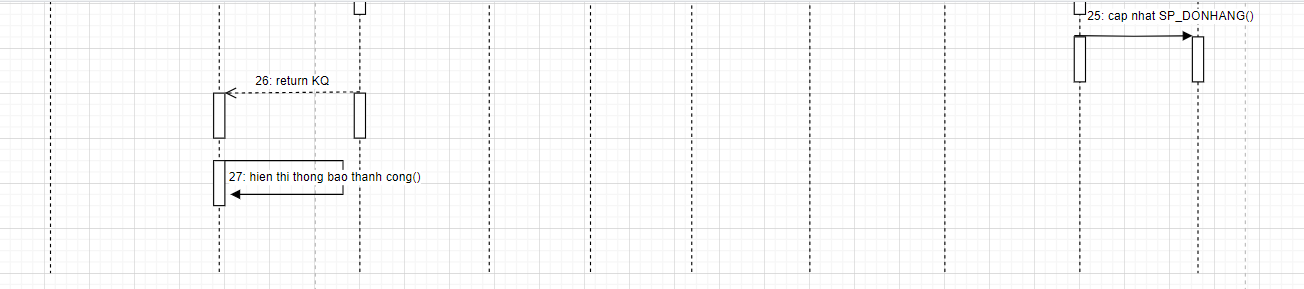 25: cap nhat SP_DONHANG()
26: return KQ
27: hien thi thong bao thanh cong()